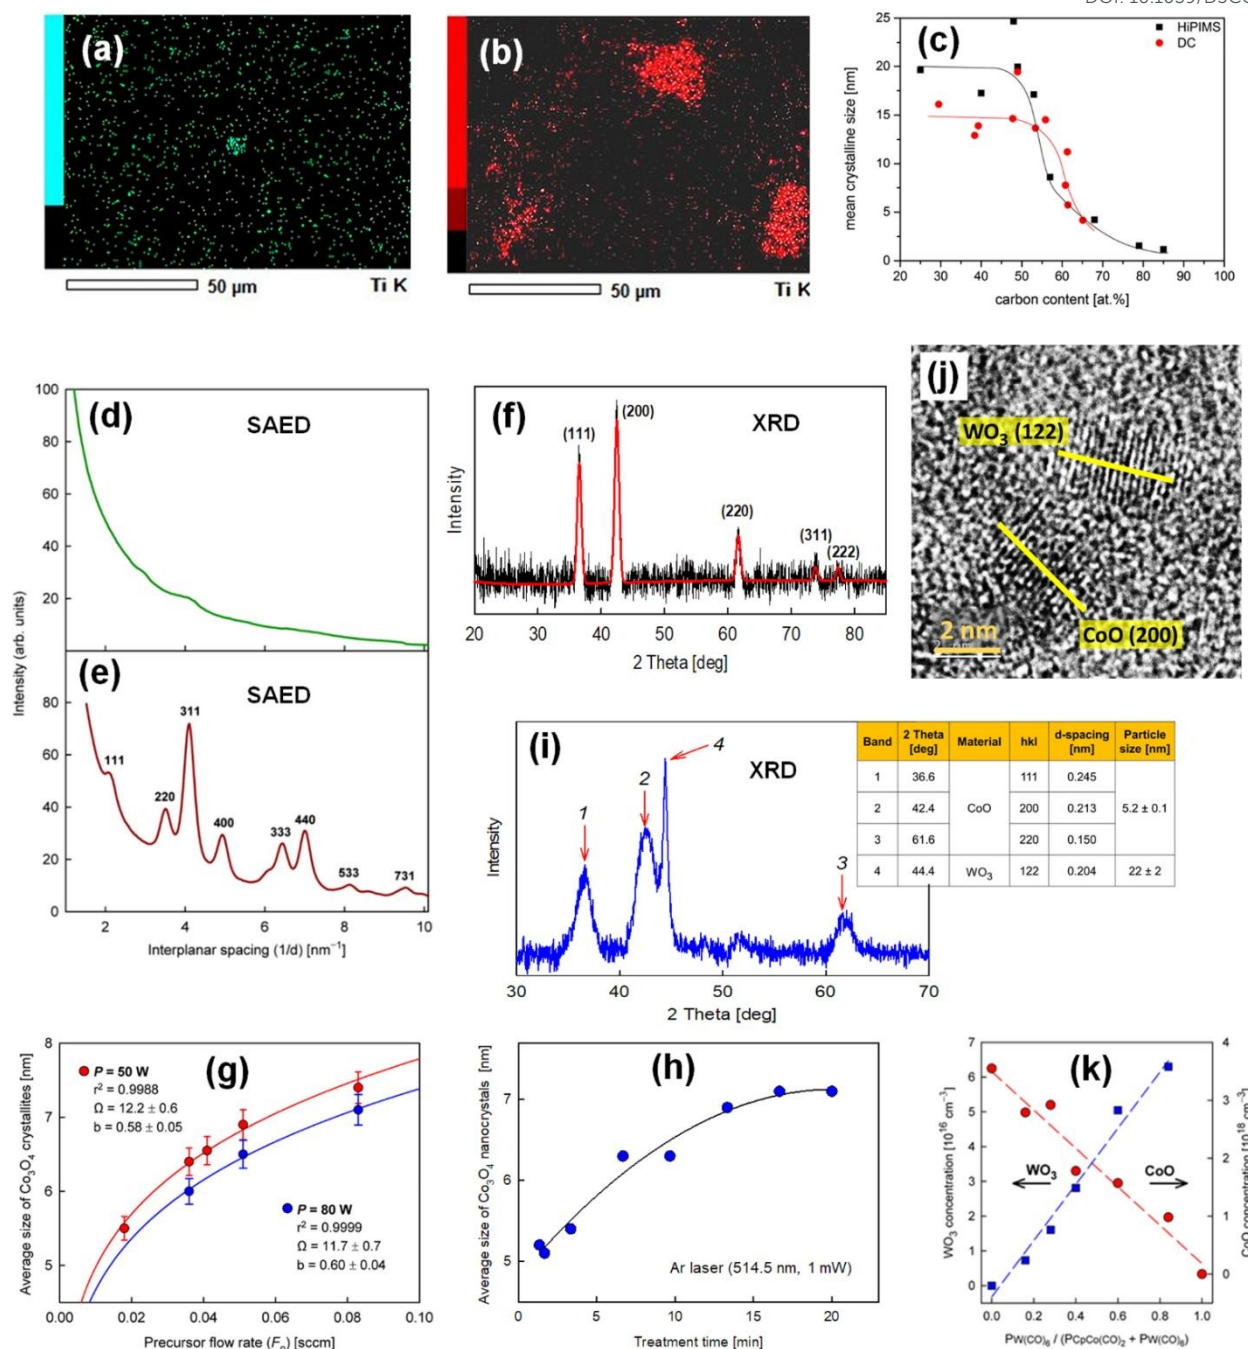 (a)
50 µm
Ti K
(b)
50 µm
Ti K
(c)
HiPIMS
DC
mean crystalline size [nm]
25
20
15
10
5
0
20 30 40 50 60 70 80 90 100
carbon content [at.%]
(d)
SAED
100
80
60
40
20
(e)
SAED
Intensity (arb. units)
80
60
40
20
0
111
220
311
400
333
440
533
731
2 4 6 8 10
Interplanar spacing (1/d) [nm⁻¹]
(f)
XRD
Intensity
(111)
(200)
(220)
(311)
(222)
20 30 40 50 60 70 80
2 Theta [deg]
(j)
WO₃ (122)
CoO (200)
2 nm
(i)
XRD
Intensity
1
2
4
3
30 40 50 60 70
2 Theta [deg]
Band 2 Theta [deg] Material hkl d-spacing [nm] Particle size [nm]
1 36.6 CoO 111 0.245 5.2 ± 0.1
2 42.4 200 0.213
3 61.6 220 0.150
4 44.4 WO₃ 122 0.204 22 ± 2
(g)
Average size of Co₃O₄ crystallites [nm]
8
7
6
5
P = 50 W
r² = 0.9988
Ω = 12.2 ± 0.6
b = 0.58 ± 0.05
P = 80 W
r² = 0.9999
Ω = 11.7 ± 0.7
b = 0.60 ± 0.04
0.00 0.02 0.04 0.06 0.08 0.10
Precursor flow rate (Fₚ) [sccm]
(h)
Average size of Co₃O₄ nanocrystals [nm]
7
6
5
Ar laser (514.5 nm, 1 mW)
0 5 10 15 20
Treatment time [min]
(k)
WO₃ concentration [10¹⁶ cm⁻³]
7
6
5
4
3
2
1
0
WO₃
CoO
4
3
2
1
0
CoO concentration [10¹⁸ cm⁻³]
0.0 0.2 0.4 0.6 0.8 1.0
PW(CO)₆ / (PCpCo(CO)₂ + PW(CO)₆)